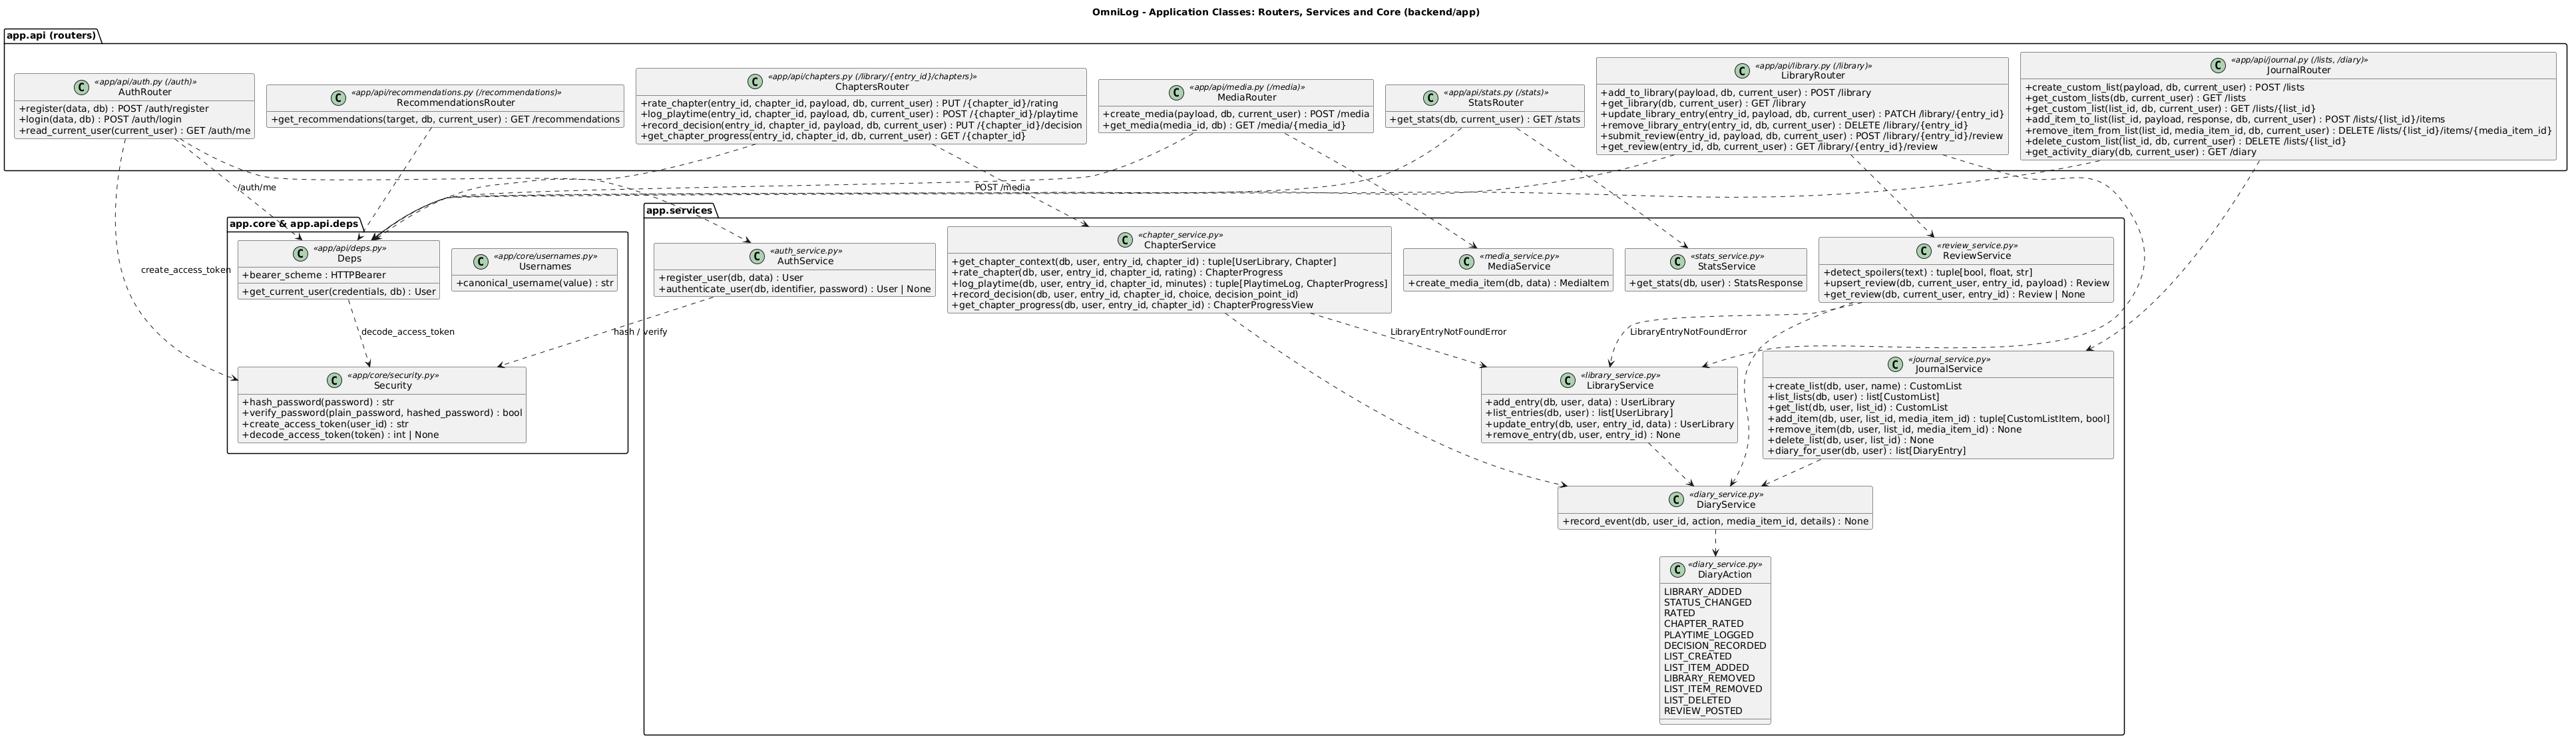 OmniLog - Application Classes: Routers, Services and Core (backend/app)
app.api (routers)
C
«app/api/auth.py (/auth)»
AuthRouter
+register(data, db) : POST /auth/register
+login(data, db) : POST /auth/login
+read_current_user(current_user) : GET /auth/me
C
«app/api/recommendations.py (/recommendations)»
RecommendationsRouter
+get_recommendations(target, db, current_user) : GET /recommendations
C
«app/api/chapters.py (/library/{entry_id}/chapters)»
ChaptersRouter
+rate_chapter(entry_id, chapter_id, payload, db, current_user) : PUT /{chapter_id}/rating
+log_playtime(entry_id, chapter_id, payload, db, current_user) : POST /{chapter_id}/playtime
+record_decision(entry_id, chapter_id, payload, db, current_user) : PUT /{chapter_id}/decision
+get_chapter_progress(entry_id, chapter_id, db, current_user) : GET /{chapter_id}
C
«app/api/media.py (/media)»
MediaRouter
+create_media(payload, db, current_user) : POST /media
+get_media(media_id, db) : GET /media/{media_id}
C
«app/api/stats.py (/stats)»
StatsRouter
+get_stats(db, current_user) : GET /stats
C
«app/api/library.py (/library)»
LibraryRouter
+add_to_library(payload, db, current_user) : POST /library
+get_library(db, current_user) : GET /library
+update_library_entry(entry_id, payload, db, current_user) : PATCH /library/{entry_id}
+remove_library_entry(entry_id, db, current_user) : DELETE /library/{entry_id}
+submit_review(entry_id, payload, db, current_user) : POST /library/{entry_id}/review
+get_review(entry_id, db, current_user) : GET /library/{entry_id}/review
C
«app/api/journal.py (/lists, /diary)»
JournalRouter
+create_custom_list(payload, db, current_user) : POST /lists
+get_custom_lists(db, current_user) : GET /lists
+get_custom_list(list_id, db, current_user) : GET /lists/{list_id}
+add_item_to_list(list_id, payload, response, db, current_user) : POST /lists/{list_id}/items
+remove_item_from_list(list_id, media_item_id, db, current_user) : DELETE /lists/{list_id}/items/{media_item_id}
+delete_custom_list(list_id, db, current_user) : DELETE /lists/{list_id}
+get_activity_diary(db, current_user) : GET /diary
/auth/me
POST /media
create_access_token
app.core & app.api.deps
C
«app/api/deps.py»
Deps
+bearer_scheme : HTTPBearer
+get_current_user(credentials, db) : User
C
«app/core/usernames.py»
Usernames
+canonical_username(value) : str
decode_access_token
C
«app/core/security.py»
Security
+hash_password(password) : str
+verify_password(plain_password, hashed_password) : bool
+create_access_token(user_id) : str
+decode_access_token(token) : int | None
hash / verify
app.services
C
«auth_service.py»
AuthService
+register_user(db, data) : User
+authenticate_user(db, identifier, password) : User | None
C
«chapter_service.py»
ChapterService
+get_chapter_context(db, user, entry_id, chapter_id) : tuple[UserLibrary, Chapter]
+rate_chapter(db, user, entry_id, chapter_id, rating) : ChapterProgress
+log_playtime(db, user, entry_id, chapter_id, minutes) : tuple[PlaytimeLog, ChapterProgress]
+record_decision(db, user, entry_id, chapter_id, choice, decision_point_id)
+get_chapter_progress(db, user, entry_id, chapter_id) : ChapterProgressView
C
«media_service.py»
MediaService
+create_media_item(db, data) : MediaItem
C
«stats_service.py»
StatsService
+get_stats(db, user) : StatsResponse
C
«review_service.py»
ReviewService
+detect_spoilers(text) : tuple[bool, float, str]
+upsert_review(db, current_user, entry_id, payload) : Review
+get_review(db, current_user, entry_id) : Review | None
LibraryEntryNotFoundError
LibraryEntryNotFoundError
C
«library_service.py»
LibraryService
+add_entry(db, user, data) : UserLibrary
+list_entries(db, user) : list[UserLibrary]
+update_entry(db, user, entry_id, data) : UserLibrary
+remove_entry(db, user, entry_id) : None
C
«journal_service.py»
JournalService
+create_list(db, user, name) : CustomList
+list_lists(db, user) : list[CustomList]
+get_list(db, user, list_id) : CustomList
+add_item(db, user, list_id, media_item_id) : tuple[CustomListItem, bool]
+remove_item(db, user, list_id, media_item_id) : None
+delete_list(db, user, list_id) : None
+diary_for_user(db, user) : list[DiaryEntry]
C
«diary_service.py»
DiaryService
+record_event(db, user_id, action, media_item_id, details) : None
C
«diary_service.py»
DiaryAction
LIBRARY_ADDED
STATUS_CHANGED
RATED
CHAPTER_RATED
PLAYTIME_LOGGED
DECISION_RECORDED
LIST_CREATED
LIST_ITEM_ADDED
LIBRARY_REMOVED
LIST_ITEM_REMOVED
LIST_DELETED
REVIEW_POSTED